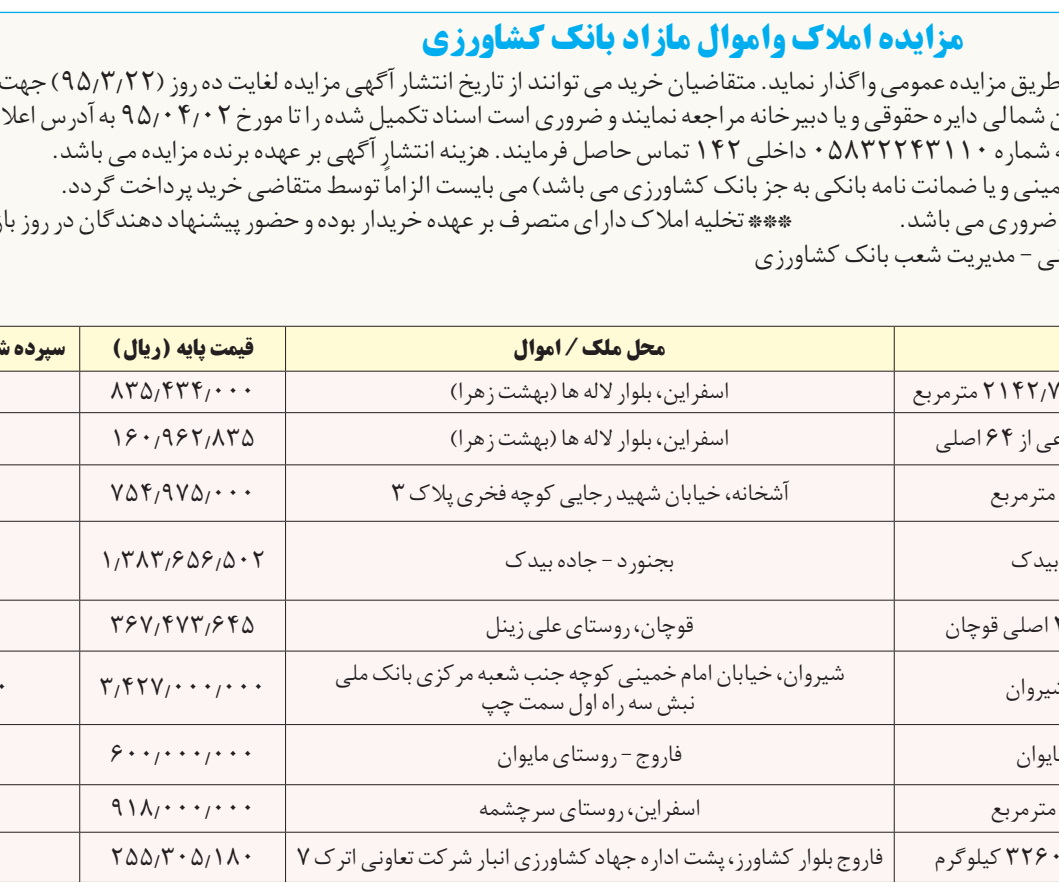 مزایده املاک واموال مازاد بانک کشاورزی
طریق مزایده عمومی واگذار نماید. متقاضیان خرید می توانند از تاریخ انتشار آگهی مزایده لغایت ده روز (۹۵/۳/۲۲) جهت
شمالی دایره حقوقی و یا دبیرخانه مراجعه نمایند و ضروری است اسناد تکمیل شده را تا مورخ ۹۵/۰۴/۰۲ به آدرس اعلا
شماره ۰۵۸۳۲۲۴۳۱۱۰ داخلی ۱۴۲ تماس حاصل فرمایند. هزینه انتشار آگهی بر عهده برنده مزایده می باشد.
مینی و یا ضمانت نامه بانکی به جز بانک کشاورزی می باشد) می بایست الزاماً توسط متقاضی خرید پرداخت گردد.
ضروری می باشد. *** تخلیه املاک دارای متصرف بر عهده خریدار بوده و حضور پیشنهاد دهندگان در روز باز
نی - مدیریت شعب بانک کشاورزی
محل ملک / اموال قیمت پایه (ریال) سپرده ش
۲۱۴۲/۷ مترمربع اسفراین، بلوار لاله ها (بهشت زهرا) ۸۳۵/۴۳۴/۰۰۰
عی از ۶۴ اصلی اسفراین، بلوار لاله ها (بهشت زهرا) ۱۶۰/۹۶۲/۸۳۵
مترمربع آشخانه، خیابان شهید رجایی کوچه فخری پلاک ۳ ۷۵۴/۹۷۵/۰۰۰
بیدک بجنورد - جاده بیدک ۱/۳۸۳/۶۵۶/۵۰۲
اصلی قوچان قوچان، روستای علی زینل ۳۶۷/۴۷۳/۶۴۵
شیروان شیروان، خیابان امام خمینی کوچه جنب شعبه مرکزی بانک ملی ۳/۴۲۷/۰۰۰/۰۰۰ ۰
نبش سه راه اول سمت چپ
ایوان فاروج - روستای مایوان ۶۰۰/۰۰۰/۰۰۰
مترمربع اسفراین، روستای سرچشمه ۹۱۸/۰۰۰/۰۰۰
۳۲۶۰ کیلوگرم فاروج بلوار کشاورز، پشت اداره جهاد کشاورزی انبار شرکت تعاونی اترک ۷ ۲۵۵/۳۰۵/۱۸۰